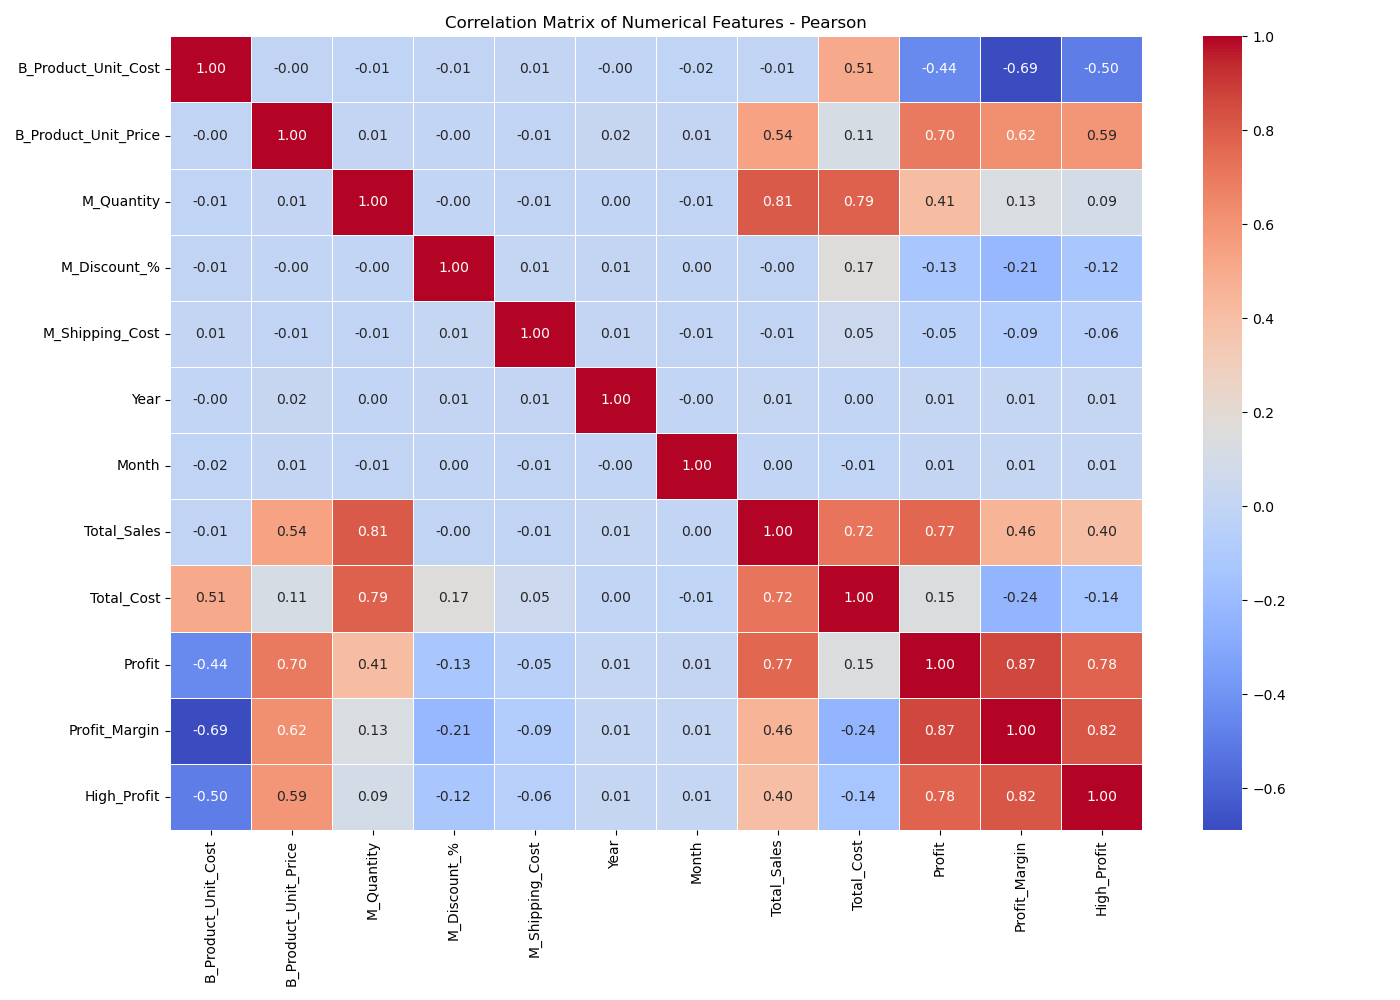 Correlation Matrix of Numerical Features - Pearson
B_Product_Unit_Cost 1.00 -0.00 -0.01 -0.01 0.01 -0.00 -0.02 -0.01 0.51 -0.44 -0.69 -0.50
B_Product_Unit_Price -0.00 1.00 0.01 -0.00 -0.01 0.02 0.01 0.54 0.11 0.70 0.62 0.59
M_Quantity -0.01 0.01 1.00 -0.00 -0.01 0.00 -0.01 0.81 0.79 0.41 0.13 0.09
M_Discount_% -0.01 -0.00 -0.00 1.00 0.01 0.01 0.00 -0.00 0.17 -0.13 -0.21 -0.12
M_Shipping_Cost 0.01 -0.01 -0.01 0.01 1.00 0.01 -0.01 -0.01 0.05 -0.05 -0.09 -0.06
Year -0.00 0.02 0.00 0.01 0.01 1.00 -0.00 0.01 0.00 0.01 0.01 0.01
Month -0.02 0.01 -0.01 0.00 -0.01 -0.00 1.00 0.00 -0.01 0.01 0.01 0.01
Total_Sales -0.01 0.54 0.81 -0.00 -0.01 0.01 0.00 1.00 0.72 0.77 0.46 0.40
Total_Cost 0.51 0.11 0.79 0.17 0.05 0.00 -0.01 0.72 1.00 0.15 -0.24 -0.14
Profit -0.44 0.70 0.41 -0.13 -0.05 0.01 0.01 0.77 0.15 1.00 0.87 0.78
Profit_Margin -0.69 0.62 0.13 -0.21 -0.09 0.01 0.01 0.46 -0.24 0.87 1.00 0.82
High_Profit -0.50 0.59 0.09 -0.12 -0.06 0.01 0.01 0.40 -0.14 0.78 0.82 1.00
B_Product_Unit_Cost
B_Product_Unit_Price
M_Quantity
M_Discount_%
M_Shipping_Cost
Year
Month
Total_Sales
Total_Cost
Profit
Profit_Margin
High_Profit
1.0
0.8
0.6
0.4
0.2
0.0
−0.2
−0.4
−0.6